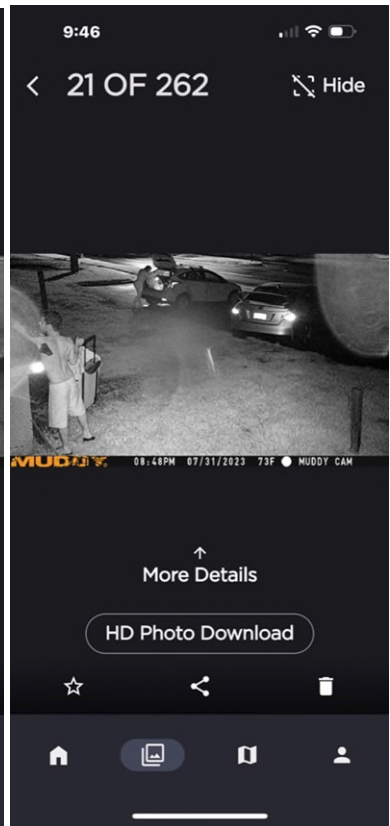 9:46
21 OF 262
Hide
MUDDY
08:48PM 07/31/2023 73F MUDDY CAM
More Details
HD Photo Download